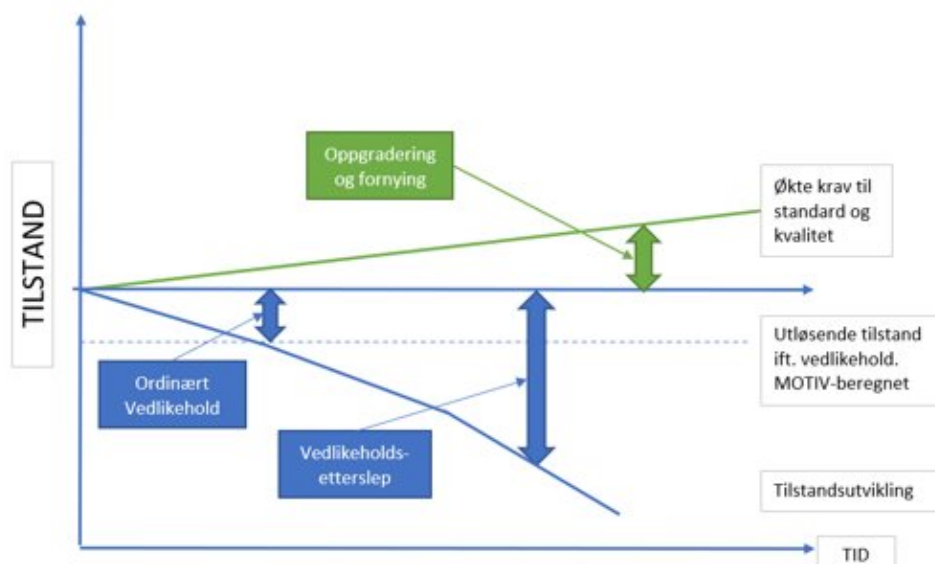 Oppgradering
og fornying
Økte krav til
standard og
kvalitet
TILSTAND
Utløsende tilstand
ift. vedlikehold.
MOTIV-beregnet
Ordinært
Vedlikehold
Vedlikeholds-
etterslep
Tilstandsutvikling
TID